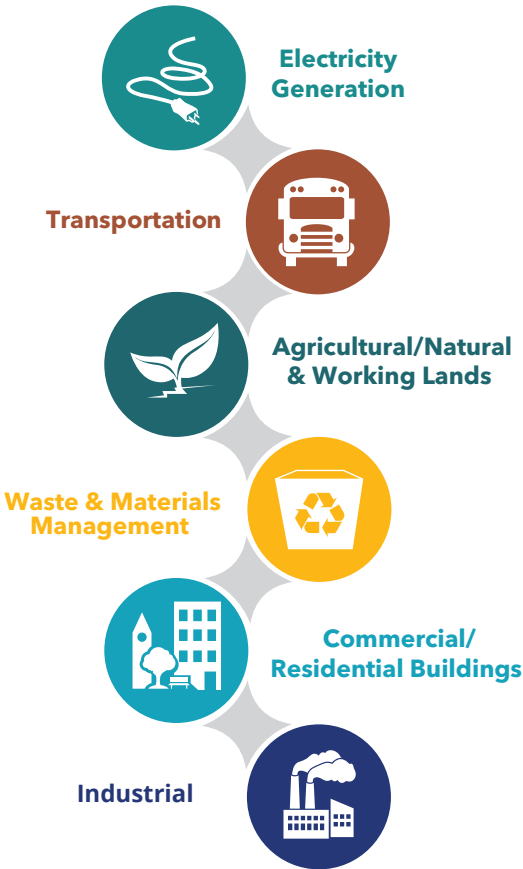 Electricity
Generation
Transportation
Agricultural/Natural
& Working Lands
Waste & Materials
Management
Commercial/
Residential Buildings
Industrial